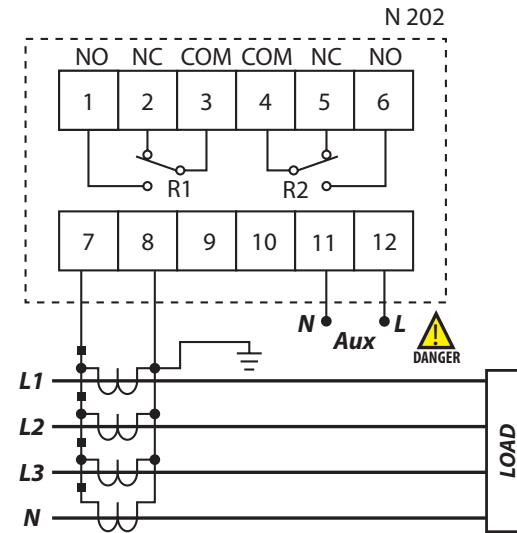 N 202
NO NC COM COM NC NO
1 2 3 4 5 6
R1 R2
7 8 9 10 11 12
N Aux L
DANGER
L1
L2
L3
N
LOAD